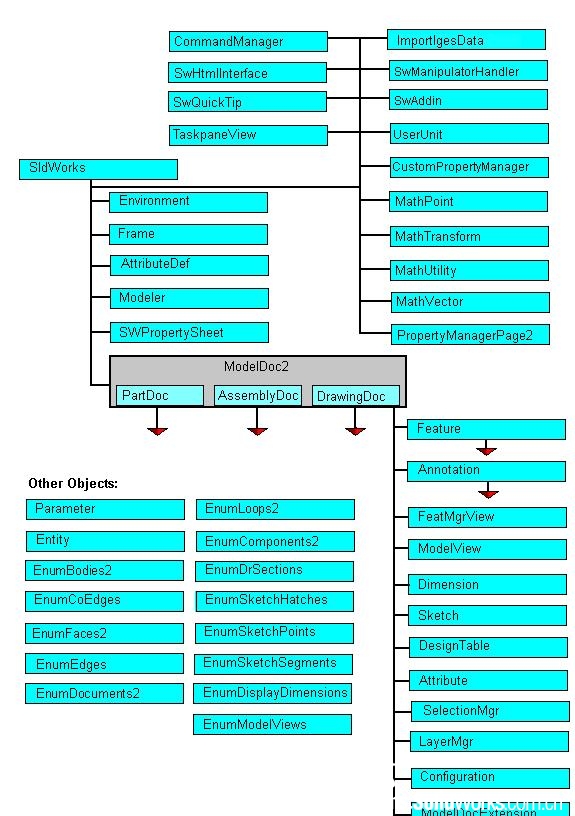 CommandManager
ImportIgesData
SwHtmlInterface
SwManipulatorHandler
SwQuickTip
SwAddin
TaskpaneView
UserUnit
SldWorks
CustomPropertyManager
Environment
MathPoint
Frame
MathTransform
AttributeDef
MathUtility
Modeler
MathVector
SWPropertySheet
PropertyManagerPage2
ModelDoc2
PartDoc
AssemblyDoc
DrawingDoc
Feature
Annotation
FeatMgrView
ModelView
Dimension
Sketch
DesignTable
Attribute
SelectionMgr
LayerMgr
Configuration
ModelDocExtension
Other Objects:
Parameter
Entity
EnumBodies2
EnumCoEdges
EnumFaces2
EnumEdges
EnumDocuments2
EnumLoops2
EnumComponents2
EnumDrSections
EnumSketchHatches
EnumSketchPoints
EnumSketchSegments
EnumDisplayDimensions
EnumModelViews
SolidWorks.com.cn